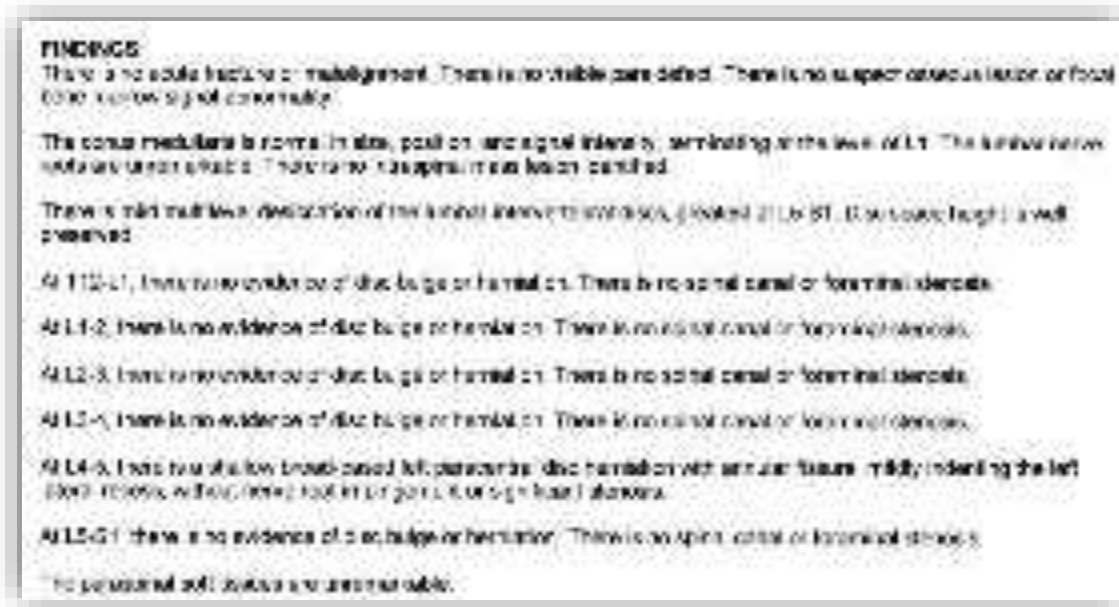 FINDINGS
There is no acute fracture or malalignment. There is no visible pars defect. There is no suspect osseous lesion or focal
bone marrow signal abnormality.
The conus medullaris is normal in size, position, and signal intensity, terminating at the level of L1. The lumbar nerve
roots are unremarkable. There is no intraspinal mass lesion identified.
There is mild multilevel desiccation of the lumbar intervertebral discs, greatest at L5-S1. Disc space height is well
preserved.
At T12-L1, there is no evidence of disc bulge or herniation. There is no spinal canal or foraminal stenosis.
At L1-2, there is no evidence of disc bulge or herniation. There is no spinal canal or foraminal stenosis.
At L2-3, there is no evidence of disc bulge or herniation. There is no spinal canal or foraminal stenosis.
At L3-4, there is no evidence of disc bulge or herniation. There is no spinal canal or foraminal stenosis.
At L4-5, there is a shallow broad-based left paracentral disc herniation with annular fissure mildly indenting the left
lateral recess, without nerve root impingement or significant stenosis.
At L5-S1 there is no evidence of disc bulge or herniation. There is no spinal canal or foraminal stenosis.
The paraspinal soft tissues are unremarkable.